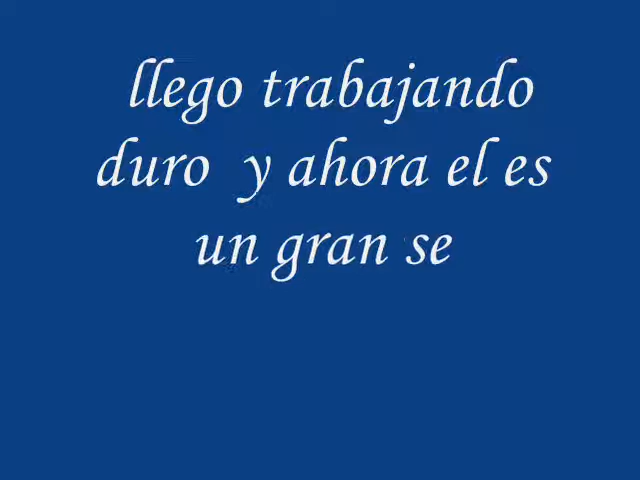 llego trabajando
duro y ahora el es
un gran se